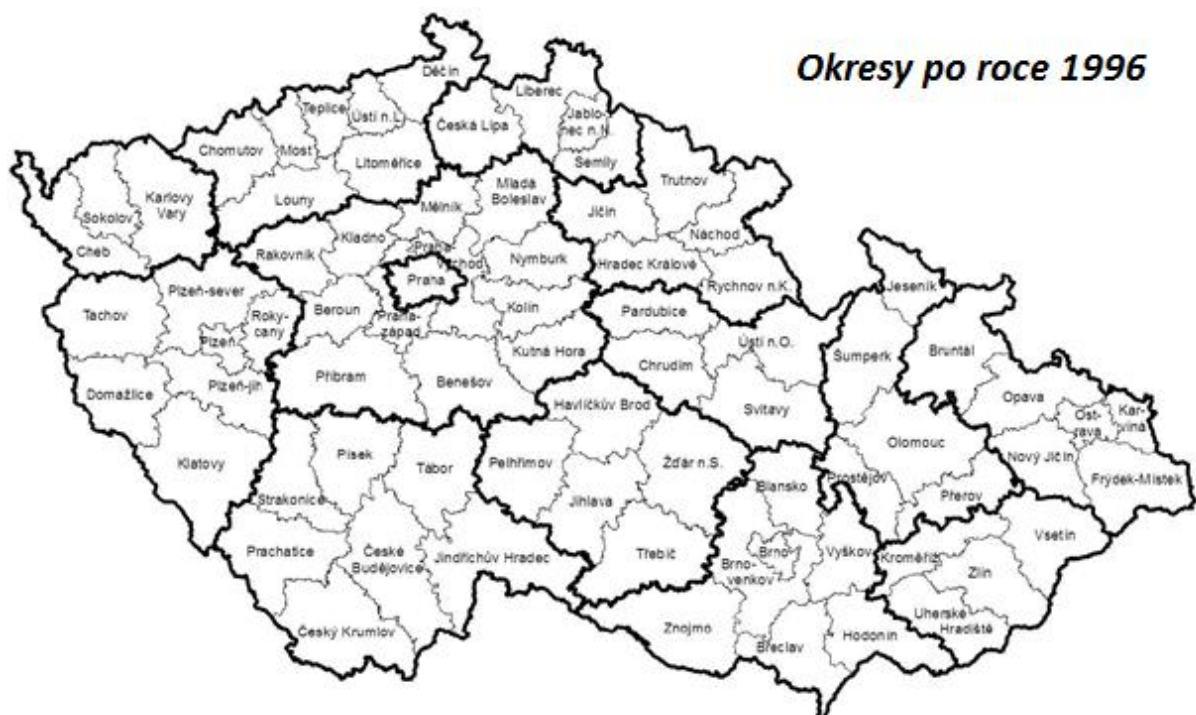 Okresy po roce 1996
Děčín
Liberec
Teplice
Ústí n.L
Jablo-
nec n.N.
Česká Lípa
Chomutov
Most
Litoměřice
Semily
Trutnov
Mladá
Boleslav
Karlovy
Vary
Louny
Mělník
Jičín
Sokolov
Náchod
Kladno
Cheb
Rakovník
Praha-
východ
Nymburk
Hradec Králové
Praha
Rychnov n.K.
Jeseník
Plzeň-sever
Tachov
Roky-
cany
Beroun
Praha-
západ
Kolín
Pardubice
Plzeň
Ústí n.O.
Šumperk
Bruntál
Kutná Hora
Chrudim
Příbram
Benešov
Plzeň-jih
Domažlice
Opava
Svitavy
Havlíčkův Brod
Ost-
rava
Kar-
viná
Olomouc
Klatovy
Písek
Tábor
Pelhřimov
Žďár n.S.
Nový Jičín
Frýdek-Místek
Strakonice
Jihlava
Blansko
Prostějov
Přerov
Vsetín
Prachatice
České
Budějovice
Jindřichův Hradec
Třebíč
Brno
Brno-
venkov
Vyškov
Kroměříž
Zlín
Uherské
Hradiště
Český Krumlov
Znojmo
Břeclav
Hodonín